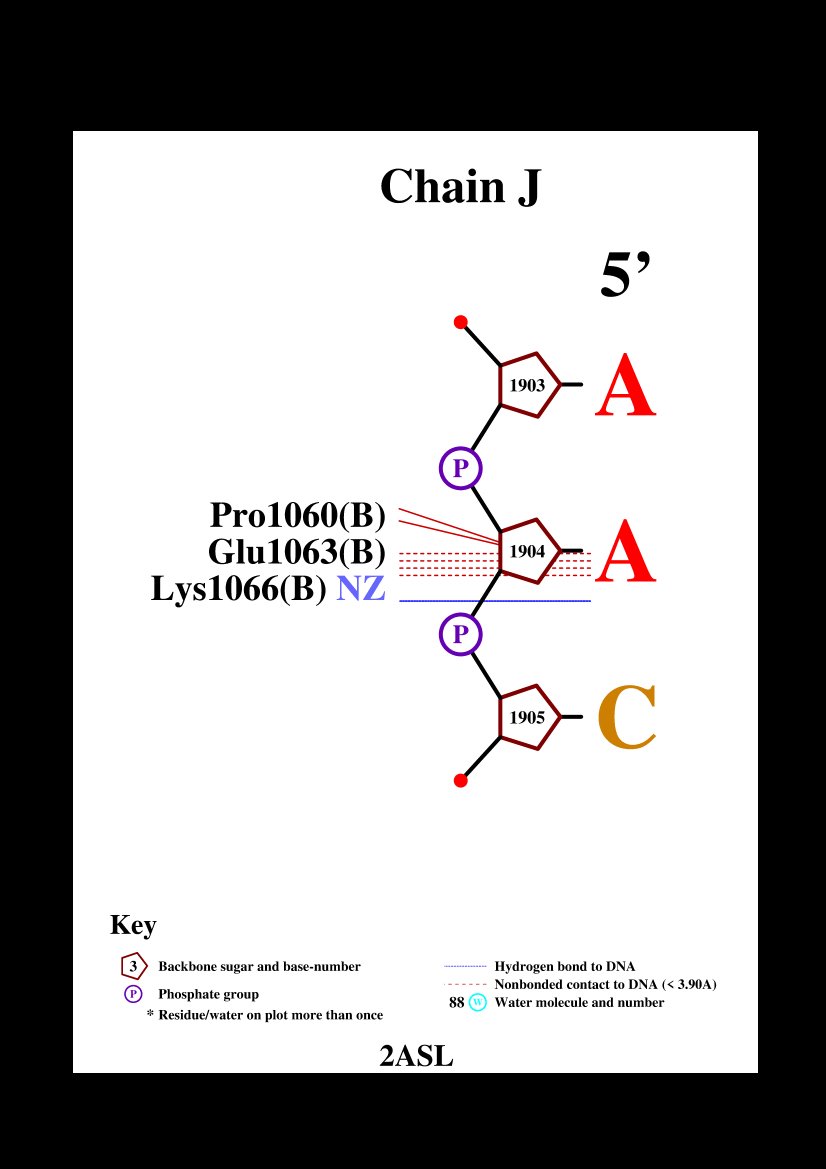 Chain J
5’
1903 A
P
Pro1060(B)
Glu1063(B)
1904 A
Lys1066(B) NZ
P
1905 C
Key
3 Backbone sugar and base-number
P Phosphate group
* Residue/water on plot more than once
Hydrogen bond to DNA
Nonbonded contact to DNA (< 3.90A)
88 W Water molecule and number
2ASL